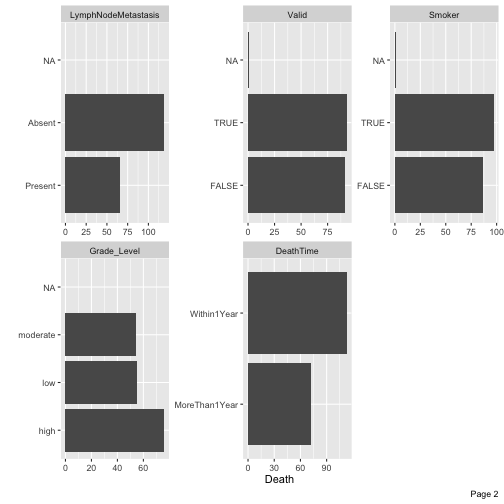 LymphNodeMetastasis
NA
Absent
Present
0 25 50 75 100
Valid
NA
TRUE
FALSE
0 25 50 75
Smoker
NA
TRUE
FALSE
0 25 50 75 100
Grade_Level
NA
moderate
low
high
0 20 40 60
DeathTime
Within1Year
MoreThan1Year
0 30 60 90
Death
Page 2